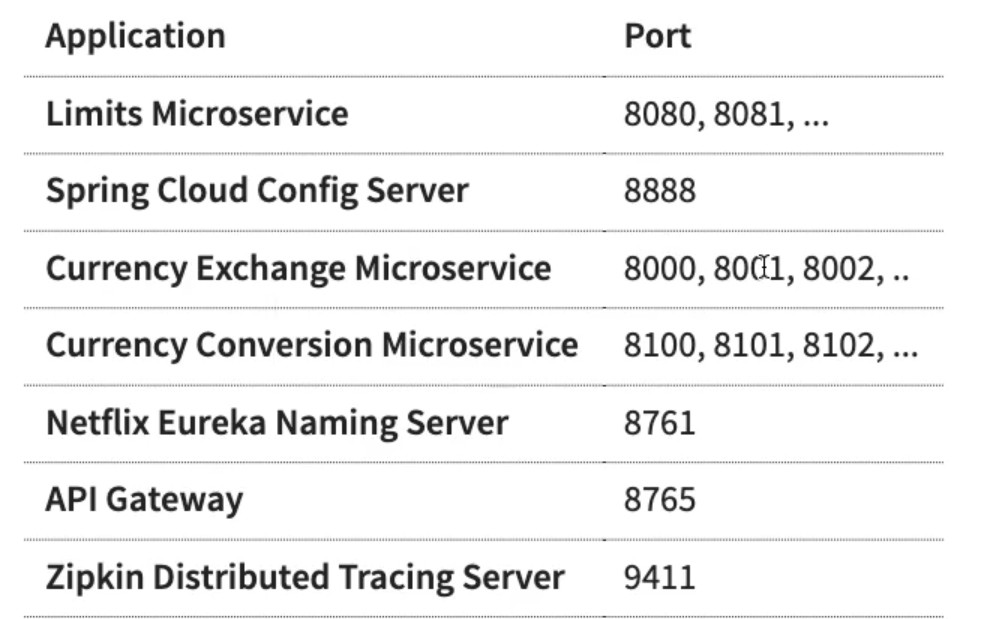 Application Port
Limits Microservice 8080, 8081, ...
Spring Cloud Config Server 8888
Currency Exchange Microservice 8000, 8001, 8002, ..
Currency Conversion Microservice 8100, 8101, 8102, ...
Netflix Eureka Naming Server 8761
API Gateway 8765
Zipkin Distributed Tracing Server 9411